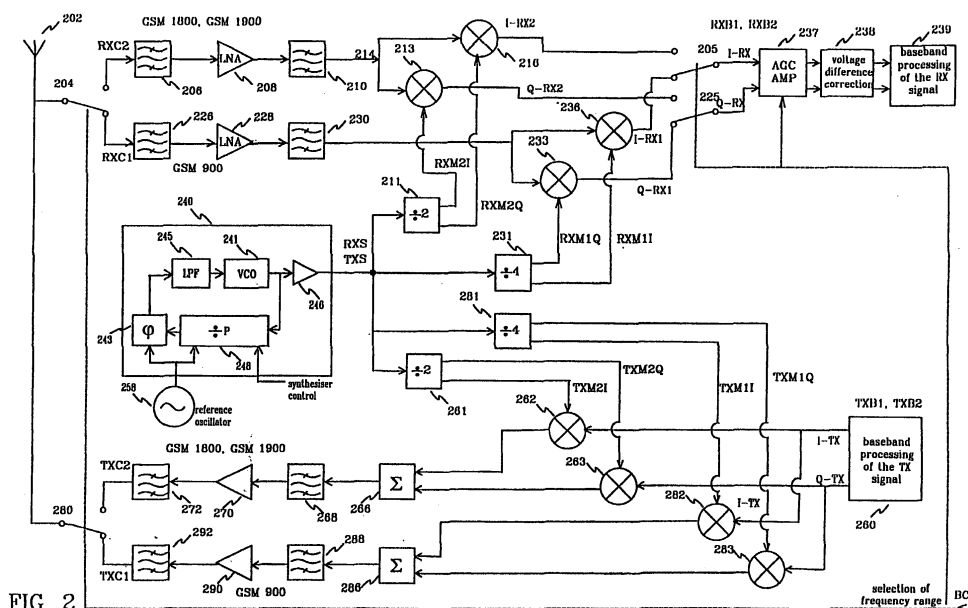 202
GSM 1800, GSM 1900
RXC2
204
206
LNA
208
210
214
213
I-RX2
216
Q-RX2
RXB1, RXB2
205
I-RX
237
238
239
AGC
AMP
voltage
difference
correction
baseband
processing
of the RX
signal
225
Q-RX
226
228
230
LNA
RXC1
GSM 900
236
233
I-RX1
Q-RX1
RXM2I
RXM2Q
211
÷2
RXM1Q
RXM1I
240
245
241
LPF
VCO
246
RXS
TXS
231
÷4
281
÷4
243
φ
÷P
248
258
reference
oscillator
synthesiser
control
÷2
261
TXM2Q
TXM2I
TXM1I
TXM1Q
262
263
TXB1, TXB2
I-TX
baseband
processing
of the TX
signal
Q-TX
260
GSM 1800, GSM 1900
TXC2
272
270
268
Σ
266
282
I-TX
280
292
288
283
TXC1
290
GSM 900
Σ
286
FIG. 2
selection of
frequency range
BC